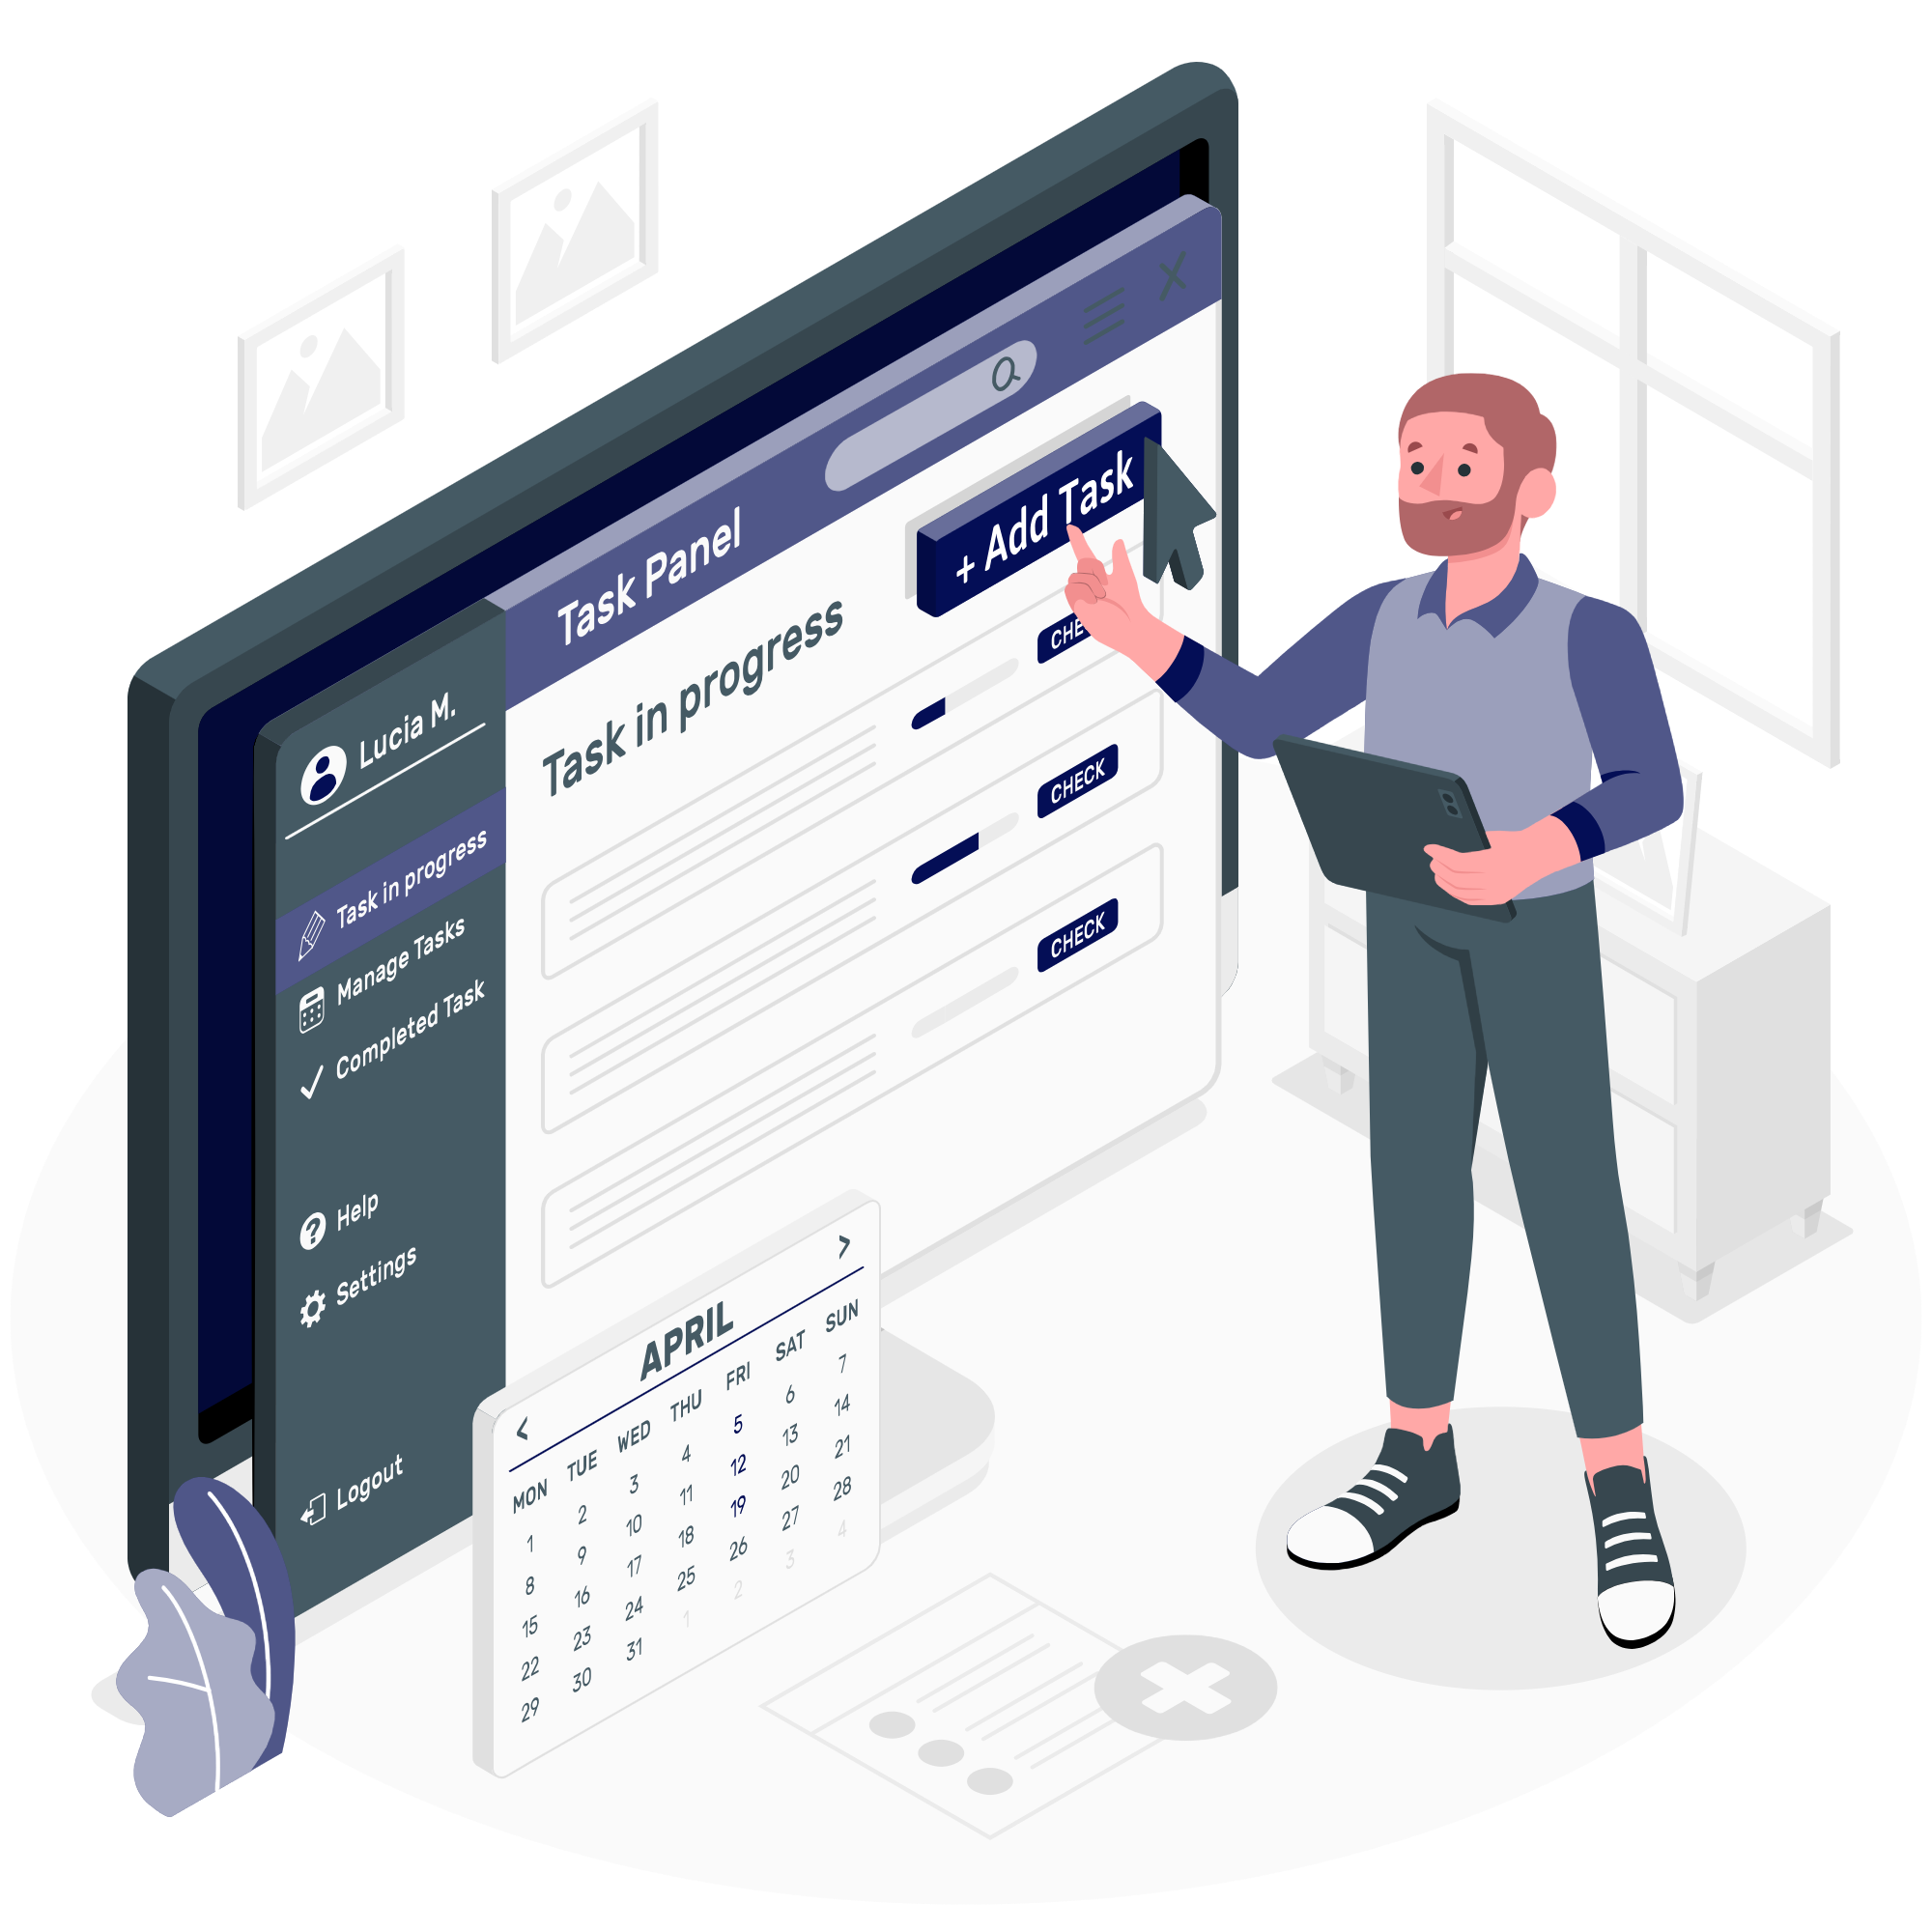 Task Panel
+ Add Task
Lucia M.
Task in progress
Manage Tasks
Completed Task
Help
Settings
Logout
Task in progress
CHE
CHECK
CHECK
<
APRIL
>
MON TUE WED THU FRI SAT SUN
1 2 3 4 5 6 7
8 9 10 11 12 13 14
15 16 17 18 19 20 21
22 23 24 25 26 27 28
29 30 31 1 2 3 4